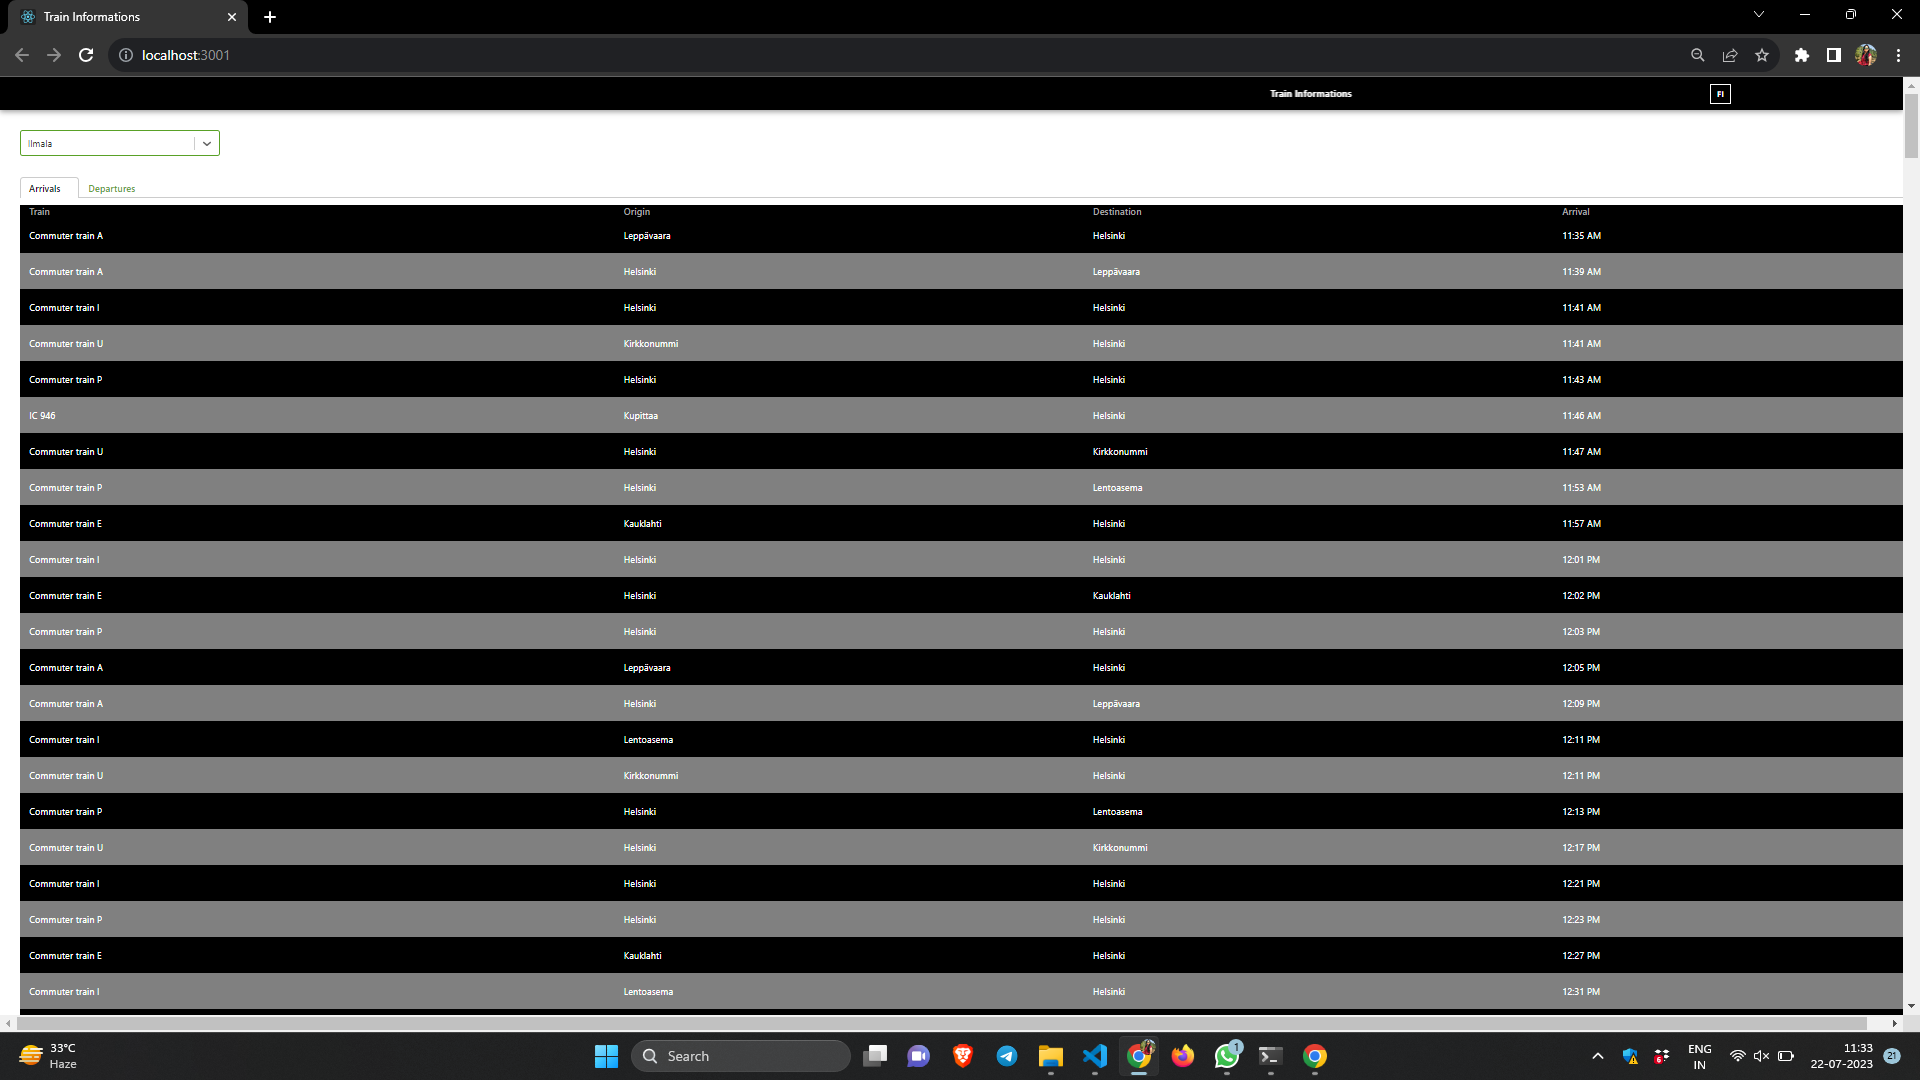 Train Informations
localhost:3001
Train Informations FI
Ilmala
Arrivals Departures
Train Origin Destination Arrival
Commuter train A Leppävaara Helsinki 11:35 AM
Commuter train A Helsinki Leppävaara 11:39 AM
Commuter train I Helsinki Helsinki 11:41 AM
Commuter train U Kirkkonummi Helsinki 11:41 AM
Commuter train P Helsinki Helsinki 11:43 AM
IC 946 Kupittaa Helsinki 11:46 AM
Commuter train U Helsinki Kirkkonummi 11:47 AM
Commuter train P Helsinki Lentoasema 11:53 AM
Commuter train E Kauklahti Helsinki 11:57 AM
Commuter train I Helsinki Helsinki 12:01 PM
Commuter train E Helsinki Kauklahti 12:02 PM
Commuter train P Helsinki Helsinki 12:03 PM
Commuter train A Leppävaara Helsinki 12:05 PM
Commuter train A Helsinki Leppävaara 12:09 PM
Commuter train I Lentoasema Helsinki 12:11 PM
Commuter train U Kirkkonummi Helsinki 12:11 PM
Commuter train P Helsinki Lentoasema 12:13 PM
Commuter train U Helsinki Kirkkonummi 12:17 PM
Commuter train I Helsinki Helsinki 12:21 PM
Commuter train P Helsinki Helsinki 12:23 PM
Commuter train E Kauklahti Helsinki 12:27 PM
Commuter train I Lentoasema Helsinki 12:31 PM
33°C
Haze
Search
1
6
ENG
IN
11:33
22-07-2023
21